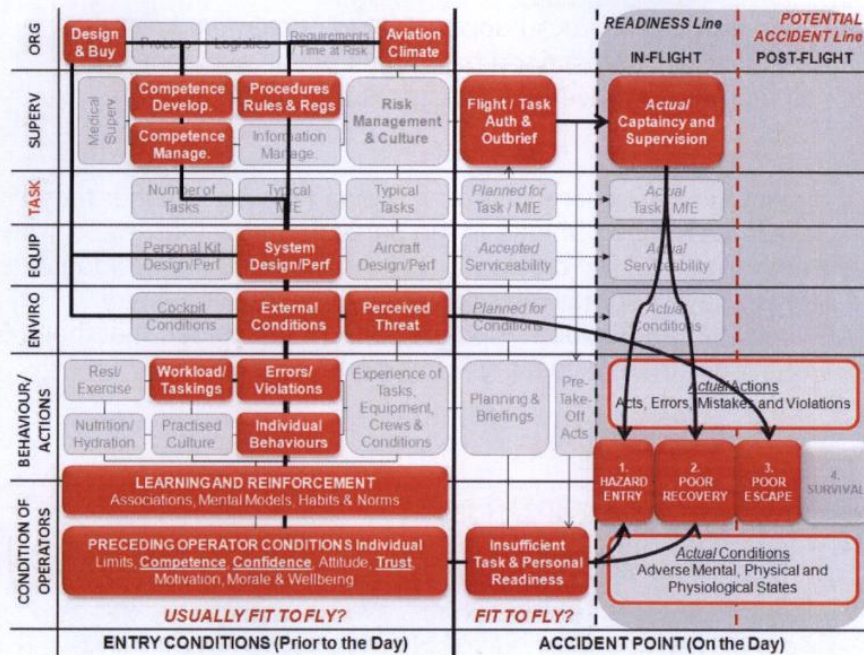 READINESS Line
POTENTIAL
ACCIDENT Line
IN-FLIGHT
POST-FLIGHT
ORG
Design
& Buy
Process
Logistics
Requirements
/ Time at Risk
Aviation
Climate
SUPERV
Medical
Superv
Competence
Develop.
Procedures
Rules & Regs
Competence
Manage.
Information
Manage.
Risk
Management
& Culture
Flight / Task
Auth &
Outbrief
Actual
Captaincy and
Supervision
TASK
Number of
Tasks
Typical
MfE
Typical
Tasks
Planned for
Task / MfE
Actual
Task / MfE
EQUIP
Personal Kit
Design/Perf
System
Design/Perf
Aircraft
Design/Perf
Accepted
Serviceability
Actual
Serviceability
ENVIRO
Cockpit
Conditions
External
Conditions
Perceived
Threat
Planned for
Conditions
Actual
Conditions
BEHAVIOUR/
ACTIONS
Rest/
Exercise
Workload/
Taskings
Errors/
Violations
Nutrition/
Hydration
Practised
Culture
Individual
Behaviours
Experience of
Tasks,
Equipment,
Crews &
Conditions
Planning &
Briefings
Pre-
Take-
Off
Acts
Actual Actions
Acts, Errors, Mistakes and Violations
1.
HAZARD
ENTRY
2.
POOR
RECOVERY
3.
POOR
ESCAPE
4.
SURVIVAL
LEARNING AND REINFORCEMENT
Associations, Mental Models, Habits & Norms
CONDITION OF
OPERATORS
PRECEDING OPERATOR CONDITIONS Individual
Limits, Competence, Confidence, Attitude, Trust,
Motivation, Morale & Wellbeing
Insufficient
Task & Personal
Readiness
Actual Conditions
Adverse Mental, Physical and
Physiological States
USUALLY FIT TO FLY?
FIT TO FLY?
ENTRY CONDITIONS (Prior to the Day)
ACCIDENT POINT (On the Day)